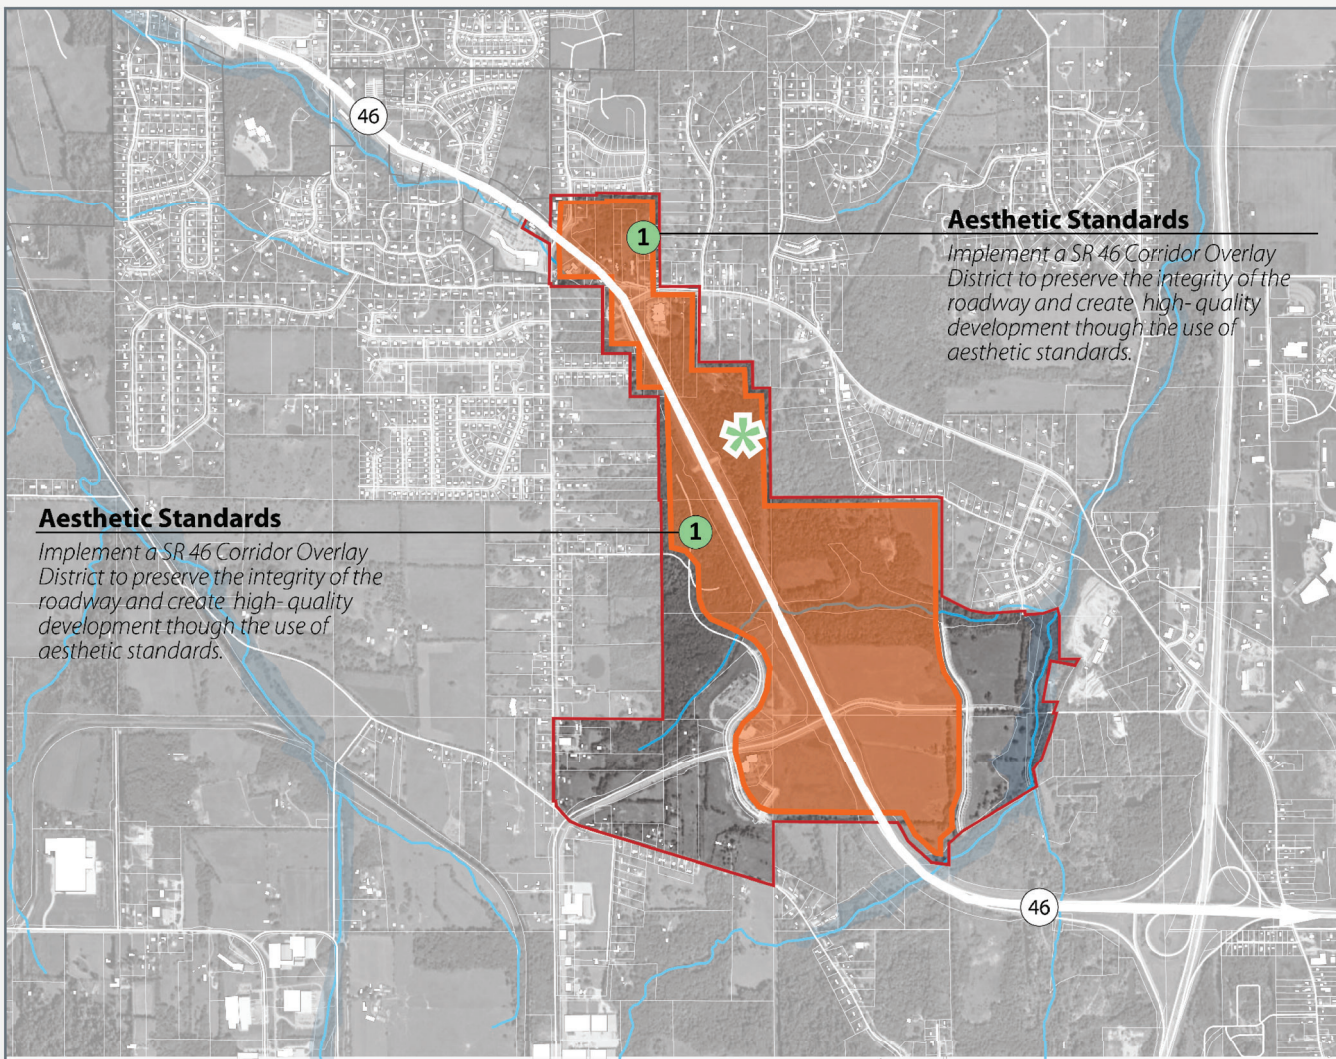 46
1
Aesthetic Standards
Implement a SR 46 Corridor Overlay
District to preserve the integrity of the
roadway and create high- quality
development though the use of
aesthetic standards.
*
Aesthetic Standards
1
Implement a SR 46 Corridor Overlay
District to preserve the integrity of the
roadway and create high- quality
development though the use of
aesthetic standards.
46